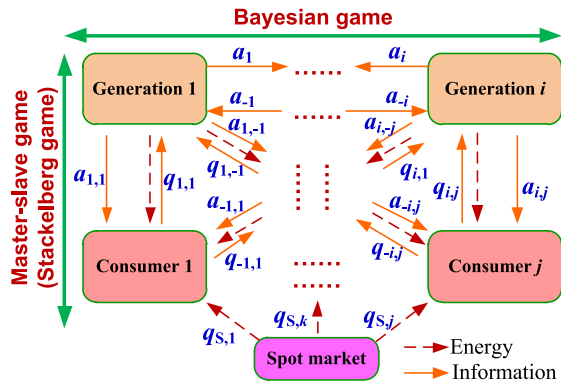 Bayesian game
Master-slave game
(Stackelberg game)
a1
ai
Generation 1
Generation i
a-1
a-i
a1,-1
ai,-j
a1,1
q1,1
q1,-1
qi,1
qi,j
ai,j
a-1,1
a-i,j
q-1,1
q-i,j
Consumer 1
Consumer j
qS,1
qS,k
qS,j
Spot market
Energy
Information